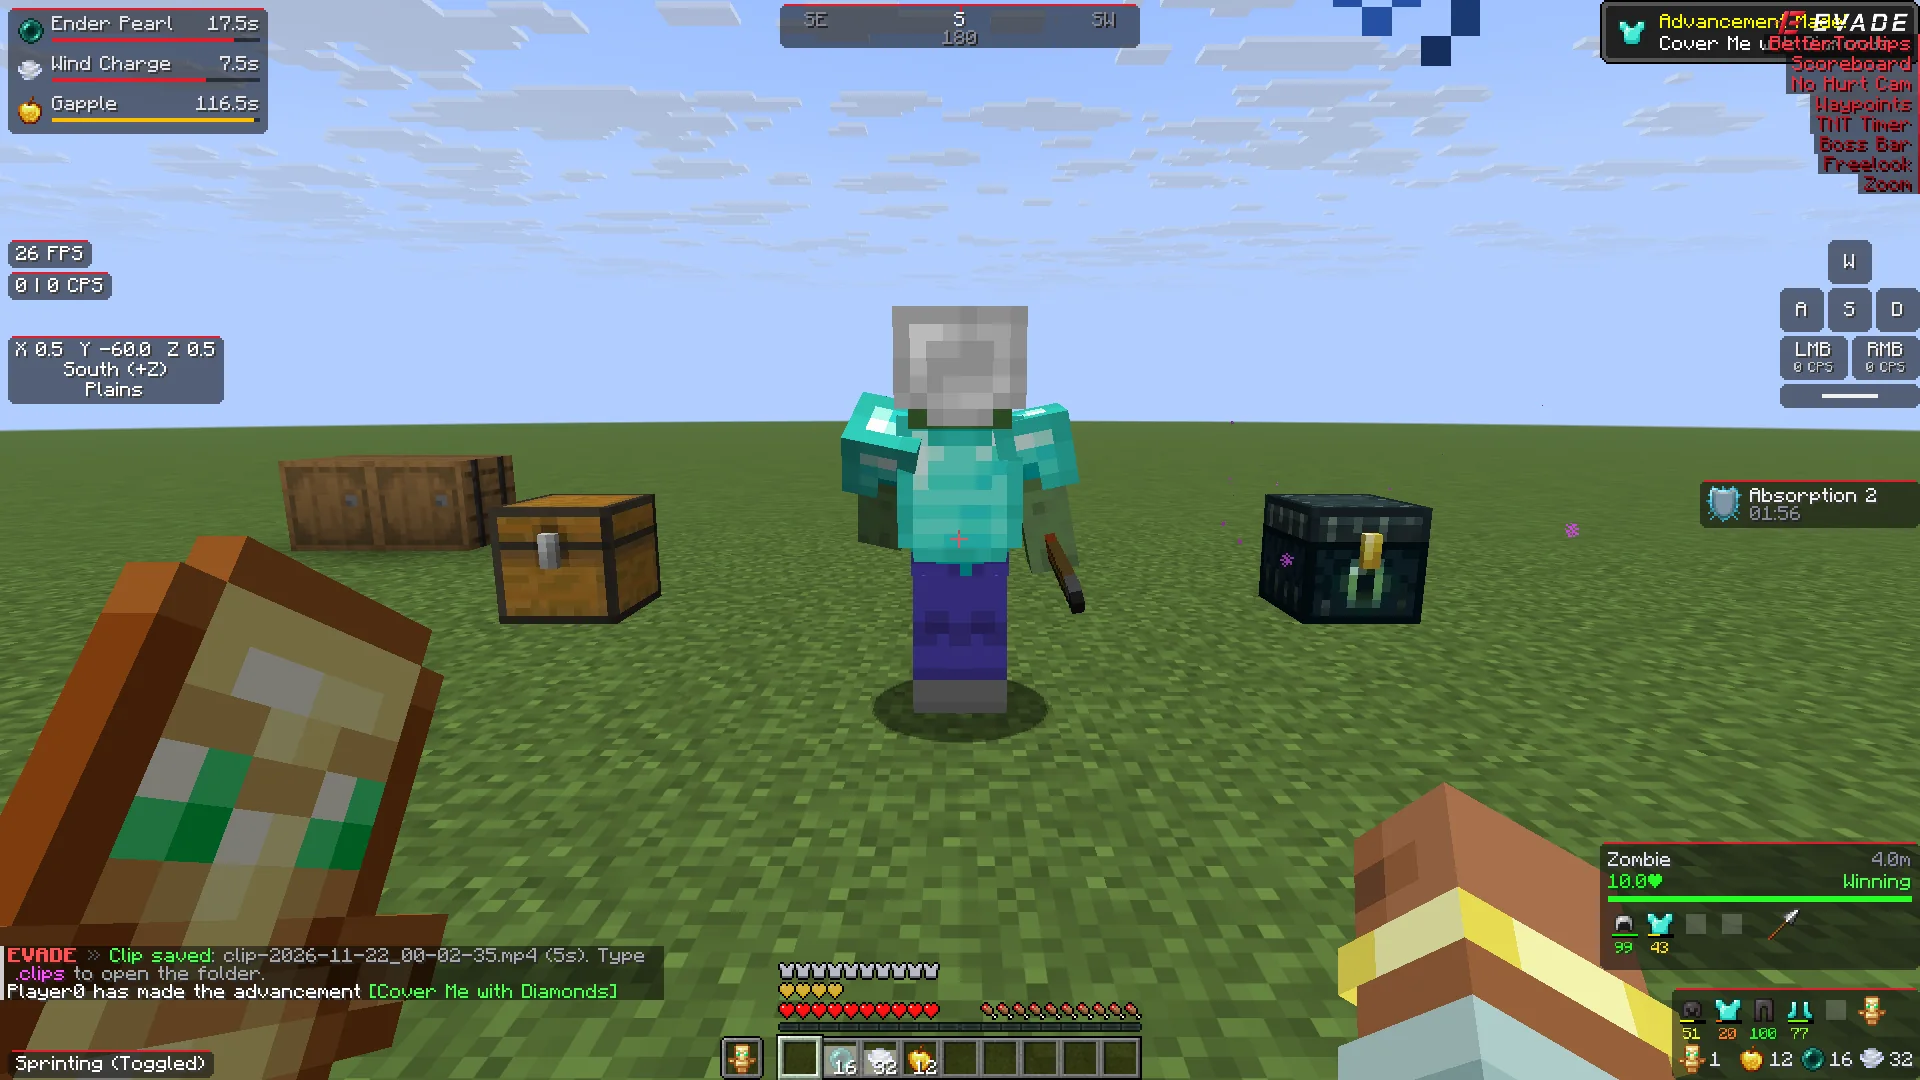 Ender Pearl 17.5s
Wind Charge 7.5s
Gapple 116.5s
SE S SW
180
Advancement Made!
Cover Me w
EVADE
BetterTooltips
Scoreboard
No Hurt Cam
Waypoints
TNT Timer
Boss Bar
Freelook
Zoom
26 FPS
0 | 0 CPS
X 0.5 Y -60.0 Z 0.5
South (+Z)
Plains
W
A S D
LMB RMB
0 CPS 0 CPS
Absorption 2
01:56
Zombie 4.0m
10.0♥ Winning
99 43
EVADE » Clip saved: clip-2026-11-22_00-02-35.mp4 (5s). Type
.clips to open the folder.
Player0 has made the advancement [Cover Me with Diamonds]
Sprinting (Toggled)
16 32 12
51 20 100 77
1 12 16 32